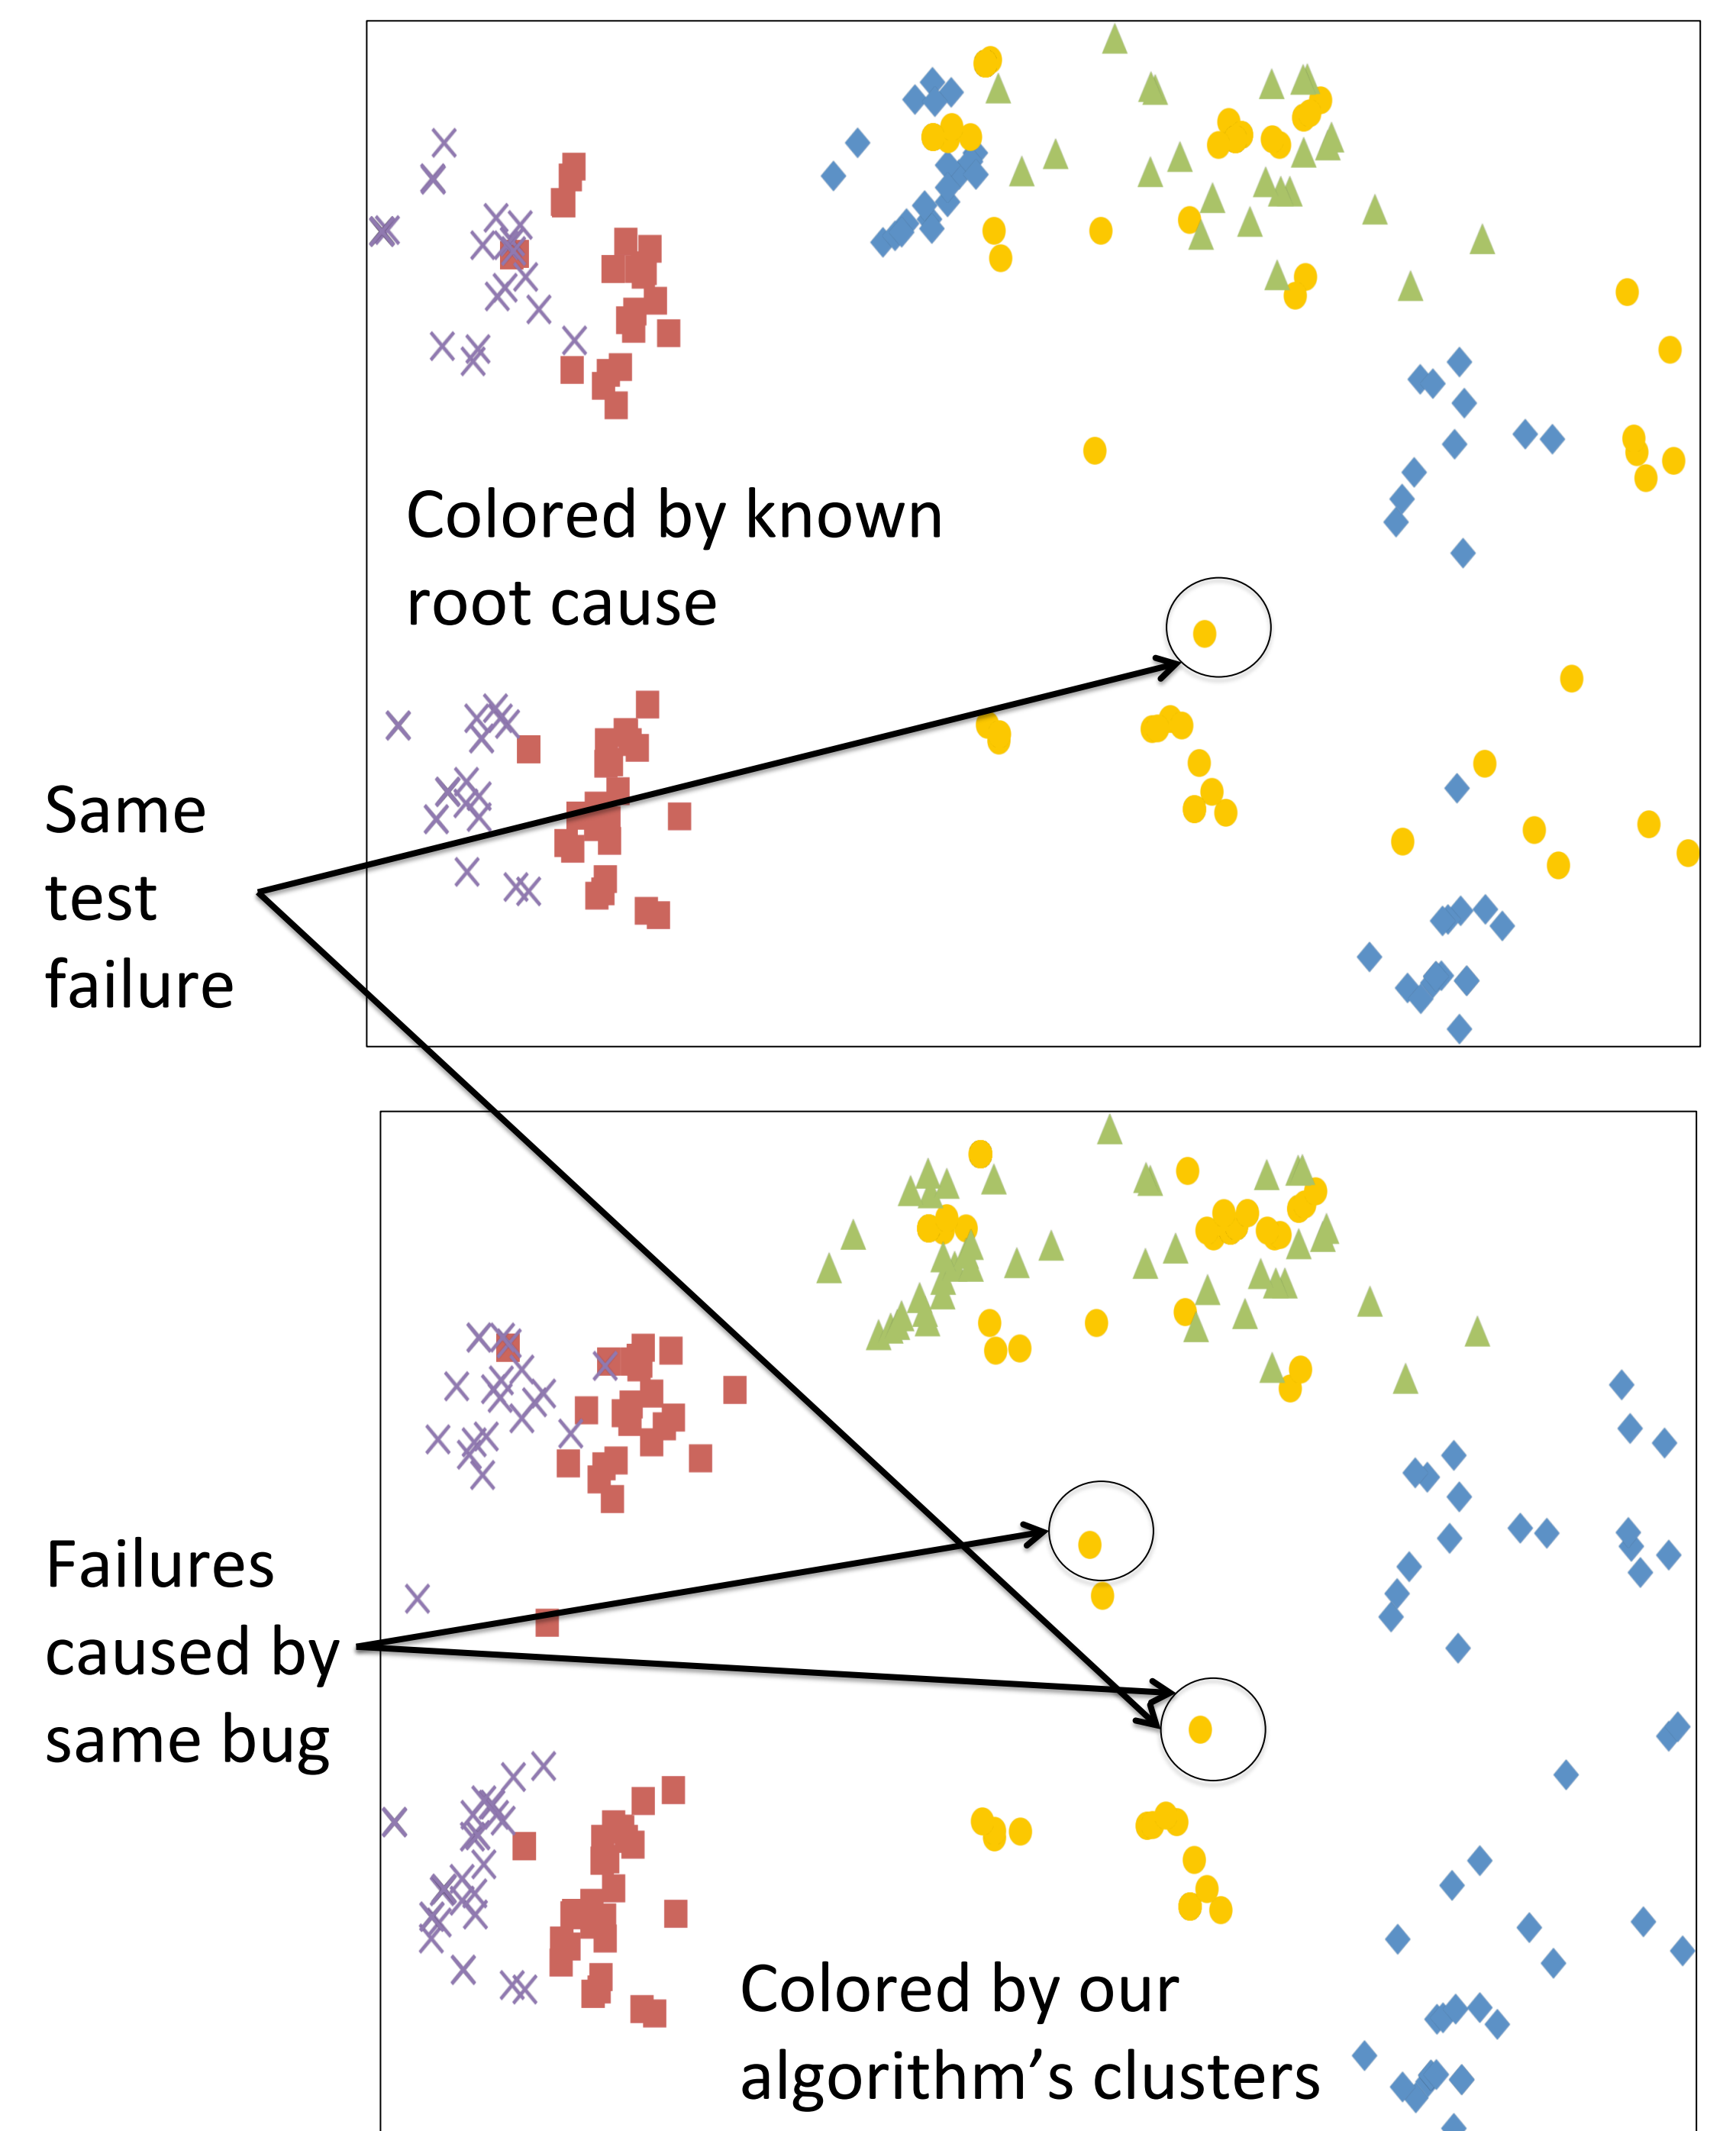 Colored by known
root cause
Same
test
failure
Failures
caused by
same bug
Colored by our
algorithm’s clusters